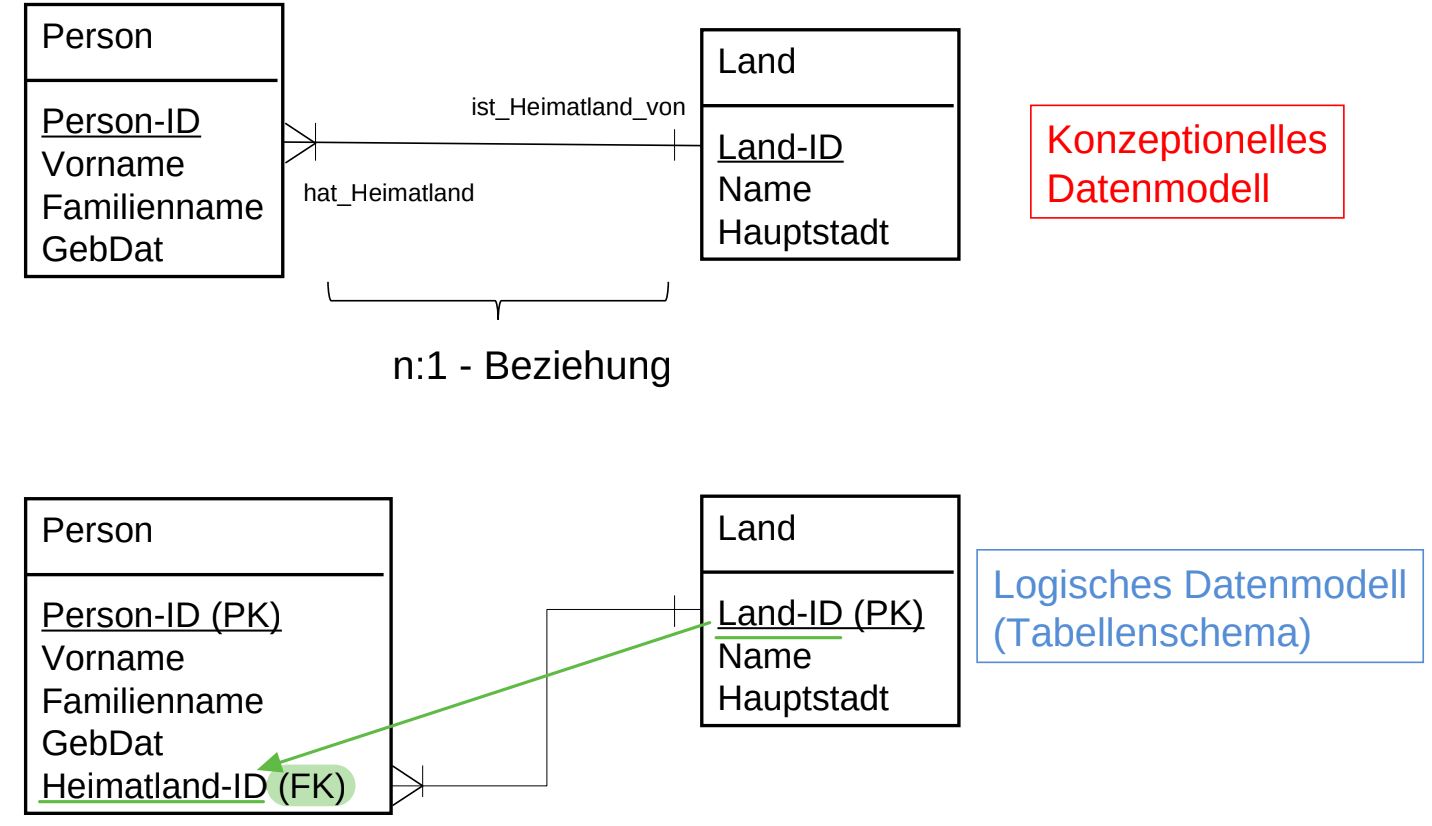 Person
Person-ID
Vorname
Familienname
GebDat
ist_Heimatland_von
hat_Heimatland
Land
Land-ID
Name
Hauptstadt
Konzeptionelles
Datenmodell
n:1 - Beziehung
Person
Person-ID (PK)
Vorname
Familienname
GebDat
Heimatland-ID (FK)
Land
Land-ID (PK)
Name
Hauptstadt
Logisches Datenmodell
(Tabellenschema)